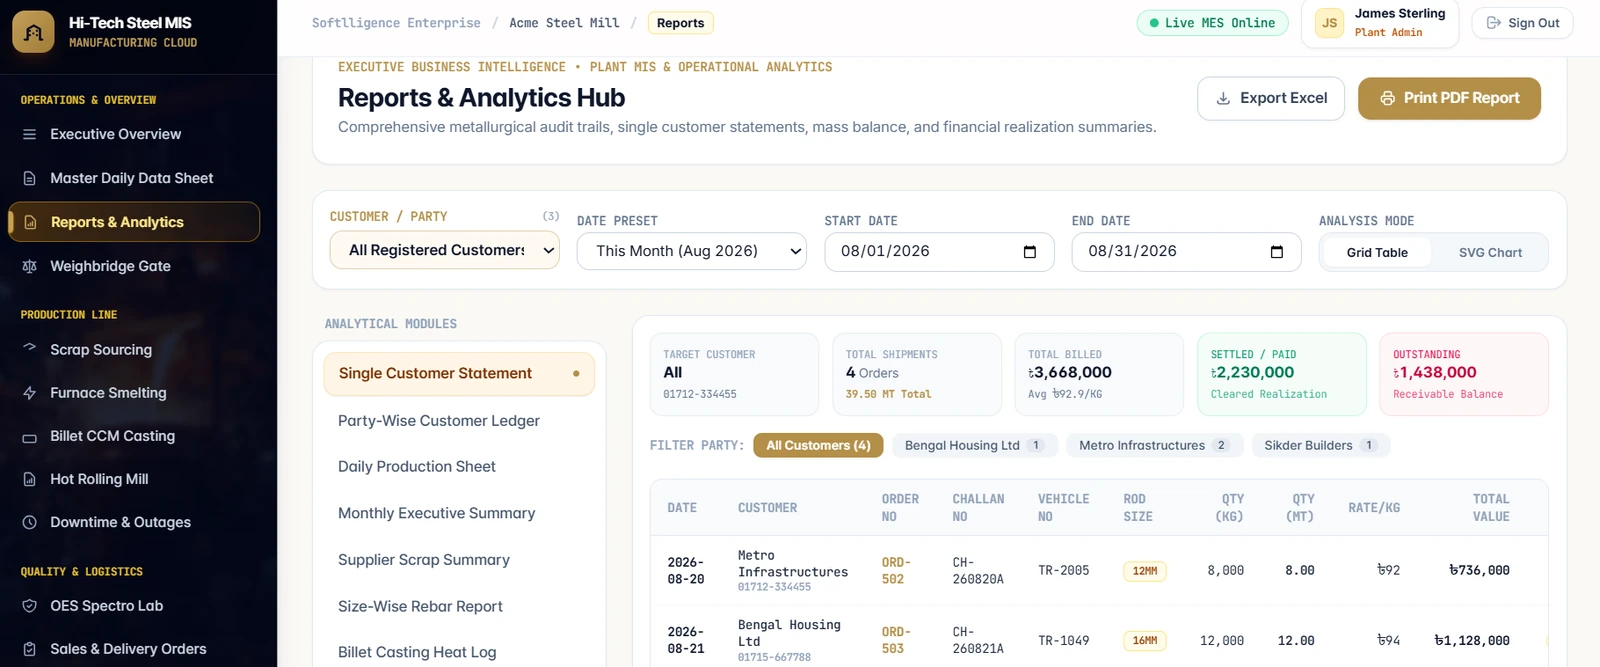 Hi-Tech Steel MIS
MANUFACTURING CLOUD
OPERATIONS & OVERVIEW
Executive Overview
Master Daily Data Sheet
Reports & Analytics
Weighbridge Gate
PRODUCTION LINE
Scrap Sourcing
Furnace Smelting
Billet CCM Casting
Hot Rolling Mill
Downtime & Outages
QUALITY & LOGISTICS
OES Spectro Lab
Sales & Delivery Orders
Softlligence Enterprise / Acme Steel Mill / Reports
Live MES Online
JS
James Sterling
Plant Admin
Sign Out
EXECUTIVE BUSINESS INTELLIGENCE • PLANT MIS & OPERATIONAL ANALYTICS
Reports & Analytics Hub
Comprehensive metallurgical audit trails, single customer statements, mass balance, and financial realization summaries.
Export Excel
Print PDF Report
CUSTOMER / PARTY (3)
All Registered Customers
DATE PRESET
This Month (Aug 2026)
START DATE
08/01/2026
END DATE
08/31/2026
ANALYSIS MODE
Grid Table SVG Chart
ANALYTICAL MODULES
Single Customer Statement
Party-Wise Customer Ledger
Daily Production Sheet
Monthly Executive Summary
Supplier Scrap Summary
Size-Wise Rebar Report
Billet Casting Heat Log
TARGET CUSTOMER
All
01712-334455
TOTAL SHIPMENTS
4 Orders
39.50 MT Total
TOTAL BILLED
৳3,668,000
Avg ৳92.9/KG
SETTLED / PAID
৳2,230,000
Cleared Realization
OUTSTANDING
৳1,438,000
Receivable Balance
FILTER PARTY: All Customers (4) Bengal Housing Ltd 1 Metro Infrastructures 2 Sikder Builders 1
DATE CUSTOMER ORDER NO CHALLAN NO VEHICLE NO ROD SIZE QTY (KG) QTY (MT) RATE/KG TOTAL VALUE
2026-08-20 Metro Infrastructures 01712-334455 ORD-502 CH-260820A TR-2005 12MM 8,000 8.00 ৳92 ৳736,000
2026-08-21 Bengal Housing Ltd 01715-667788 ORD-503 CH-260821A TR-1049 16MM 12,000 12.00 ৳94 ৳1,128,000